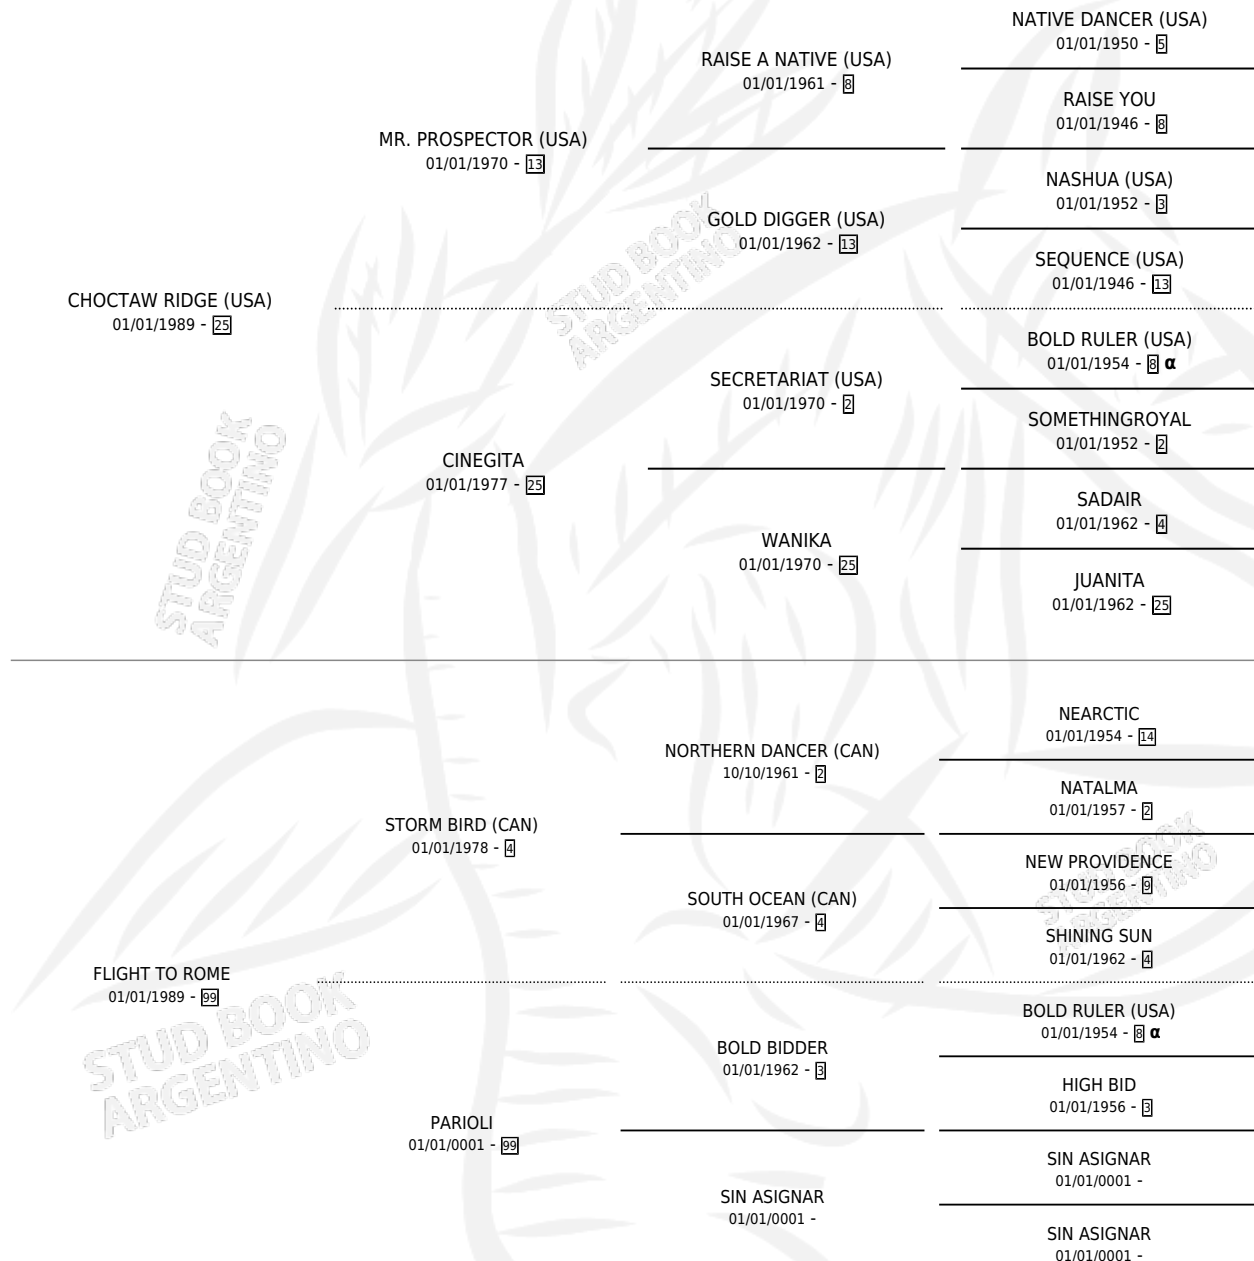 NATIVE DANCER (USA)
01/01/1950 - 5
RAISE A NATIVE (USA)
01/01/1961 - 8
RAISE YOU
01/01/1946 - 8
MR. PROSPECTOR (USA)
01/01/1970 - 13
NASHUA (USA)
01/01/1952 - 3
GOLD DIGGER (USA)
01/01/1962 - 13
SEQUENCE (USA)
01/01/1946 - 13
CHOCTAW RIDGE (USA)
01/01/1989 - 25
BOLD RULER (USA)
01/01/1954 - 8 α
SECRETARIAT (USA)
01/01/1970 - 2
SOMETHINGROYAL
01/01/1952 - 2
CINEGITA
01/01/1977 - 25
SADAIR
01/01/1962 - 4
WANIKA
01/01/1970 - 25
JUANITA
01/01/1962 - 25
STUD BOOK
ARGENTINO
STUD BOOK
ARGENTINO
NEARCTIC
01/01/1954 - 14
NORTHERN DANCER (CAN)
10/10/1961 - 2
NATALMA
01/01/1957 - 2
STORM BIRD (CAN)
01/01/1978 - 4
NEW PROVIDENCE
01/01/1956 - 9
SOUTH OCEAN (CAN)
01/01/1967 - 4
SHINING SUN
01/01/1962 - 4
FLIGHT TO ROME
01/01/1989 - 99
BOLD RULER (USA)
01/01/1954 - 8 α
BOLD BIDDER
01/01/1962 - 3
HIGH BID
01/01/1956 - 3
PARIOLI
01/01/0001 - 99
SIN ASIGNAR
01/01/0001 -
SIN ASIGNAR
01/01/0001 -
SIN ASIGNAR
01/01/0001 -
STUD BOOK
ARGENTINO
STUD BOOK
ARGENTINO